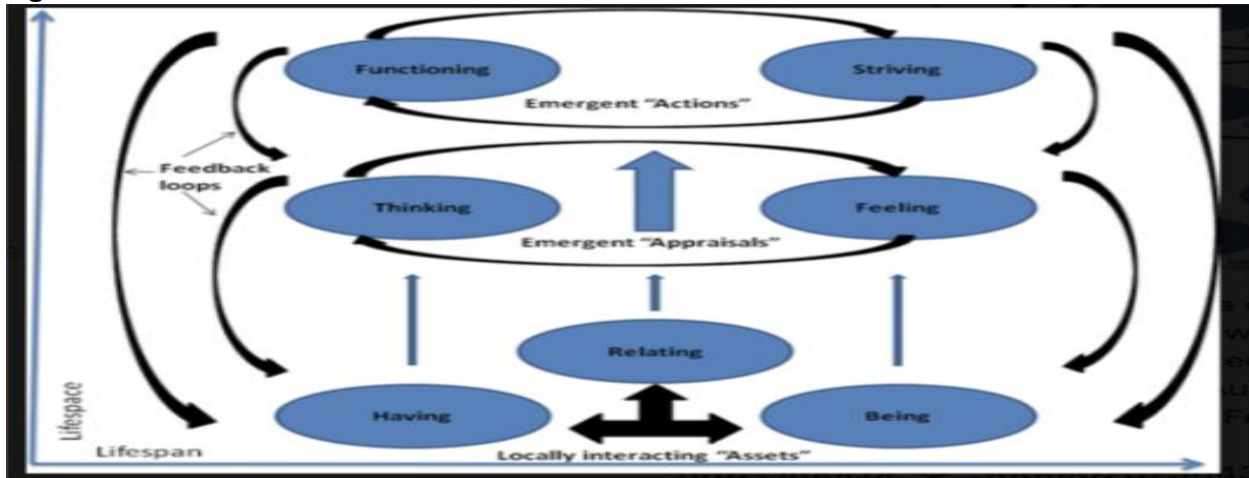 Functioning
Striving
Emergent "Actions"
Feedback
loops
Thinking
Feeling
Emergent "Appraisals"
Relating
Having
Being
Lifespace
Lifespan
Locally interacting "Assets"